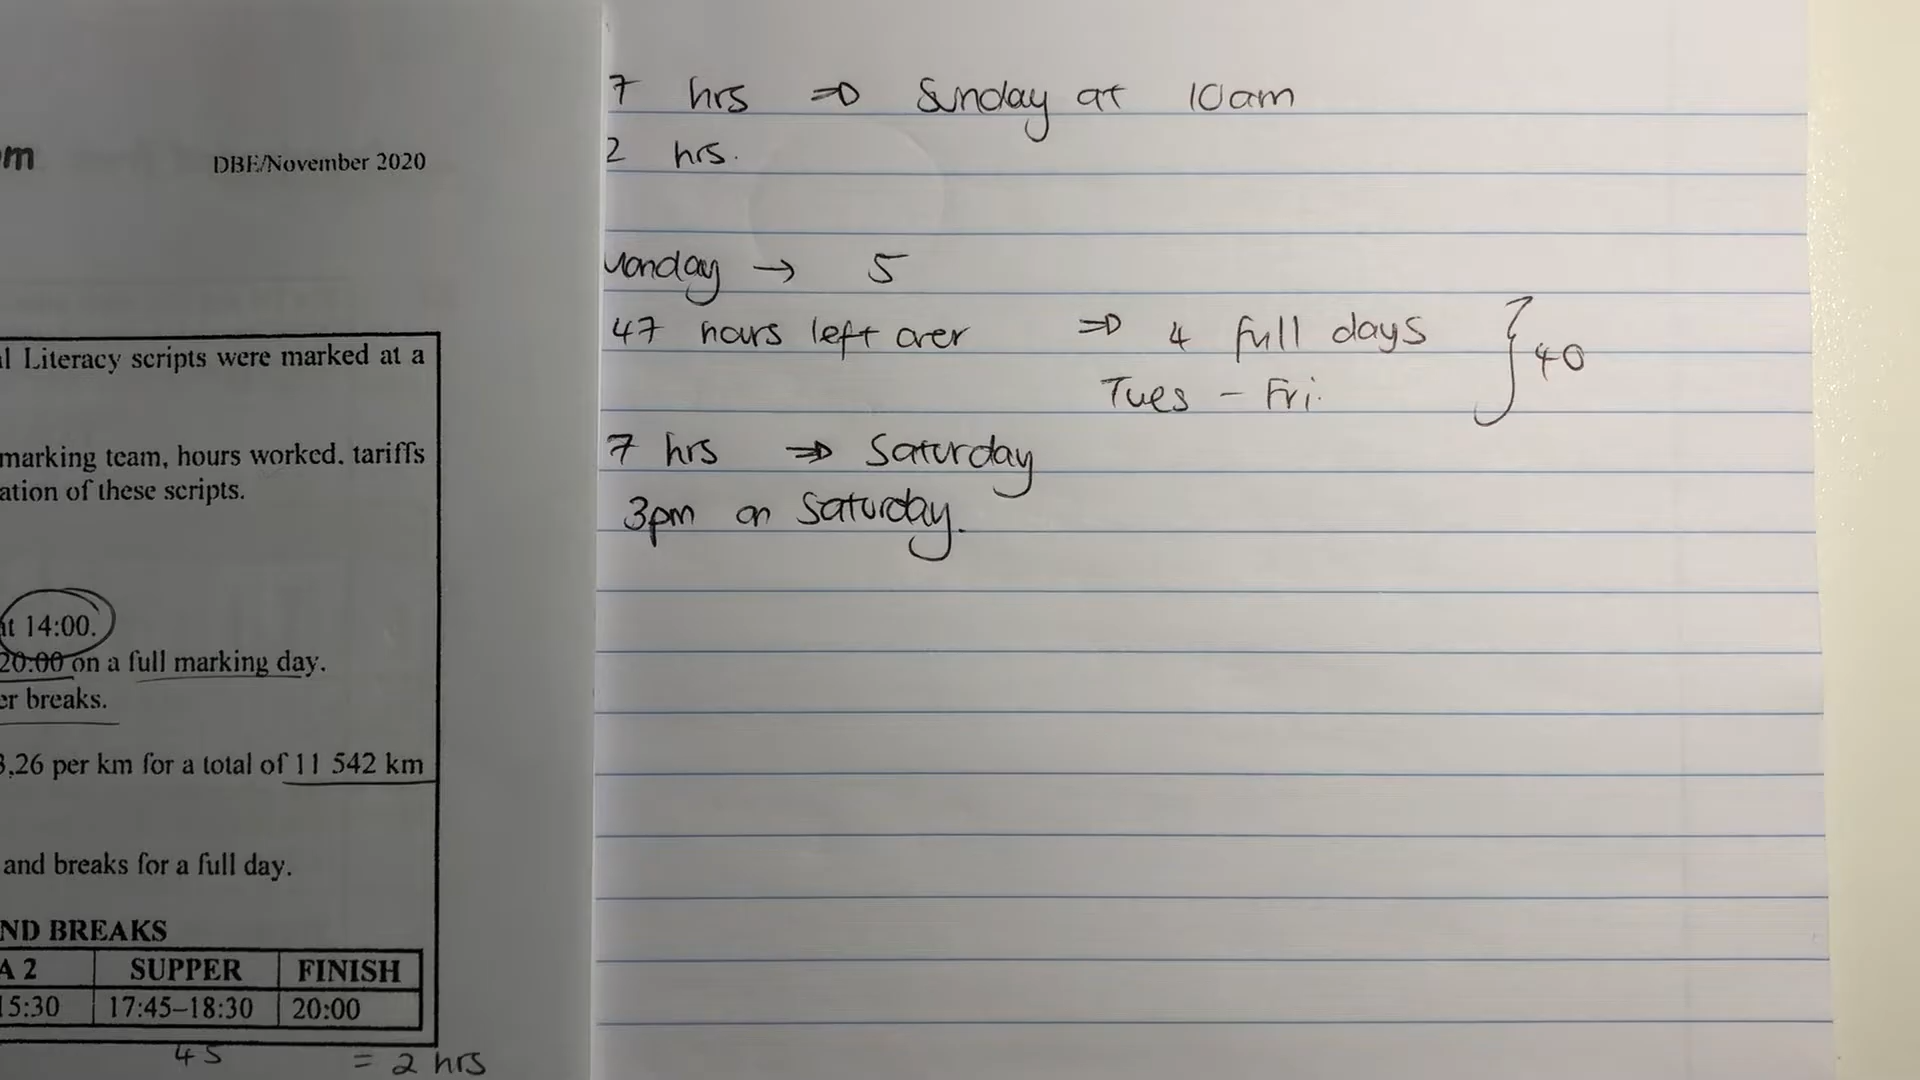 DBE/November 2020
al Literacy scripts were marked at a
marking team, hours worked, tariffs
ation of these scripts.
at 14:00.
20:00 on a full marking day.
er breaks.
3,26 per km for a total of 11 542 km
and breaks for a full day.
ND BREAKS
A 2 SUPPER FINISH
15:30 17:45–18:30 20:00
45 = 2 hrs
7 hrs ⇒ Sunday at 10am
2 hrs.
Monday → 5
47 hours left over ⇒ 4 full days } 40
Tues – Fri.
7 hrs ⇒ Saturday
3pm on Saturday.